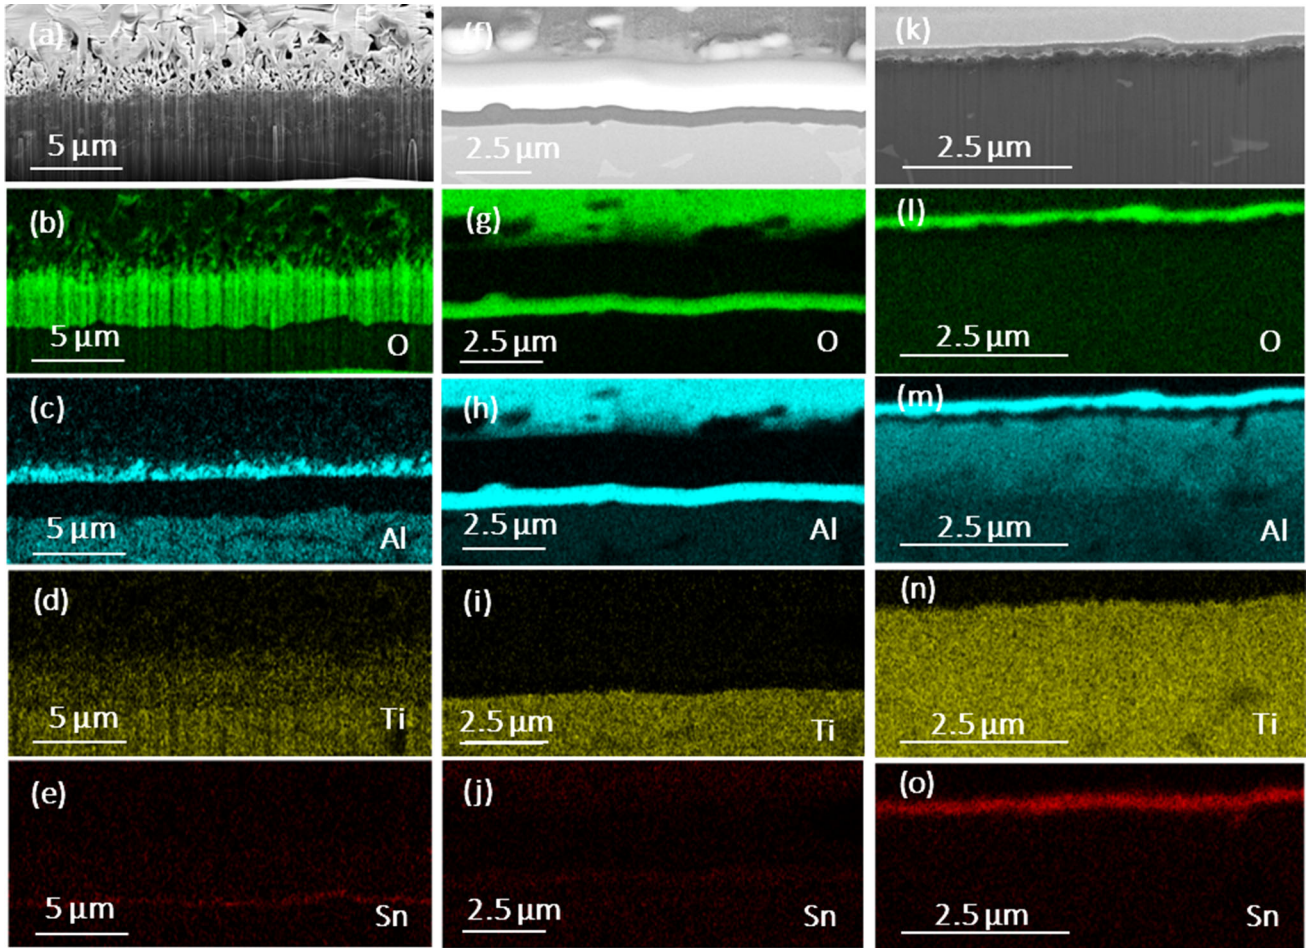 (a)
5 µm
(f)
2.5 µm
(k)
2.5 µm
(b)
5 µm
O
(g)
2.5 µm
O
(l)
2.5 µm
O
(c)
5 µm
Al
(h)
2.5 µm
Al
(m)
2.5 µm
Al
(d)
5 µm
Ti
(i)
2.5 µm
Ti
(n)
2.5 µm
Ti
(e)
5 µm
Sn
(j)
2.5 µm
Sn
(o)
2.5 µm
Sn